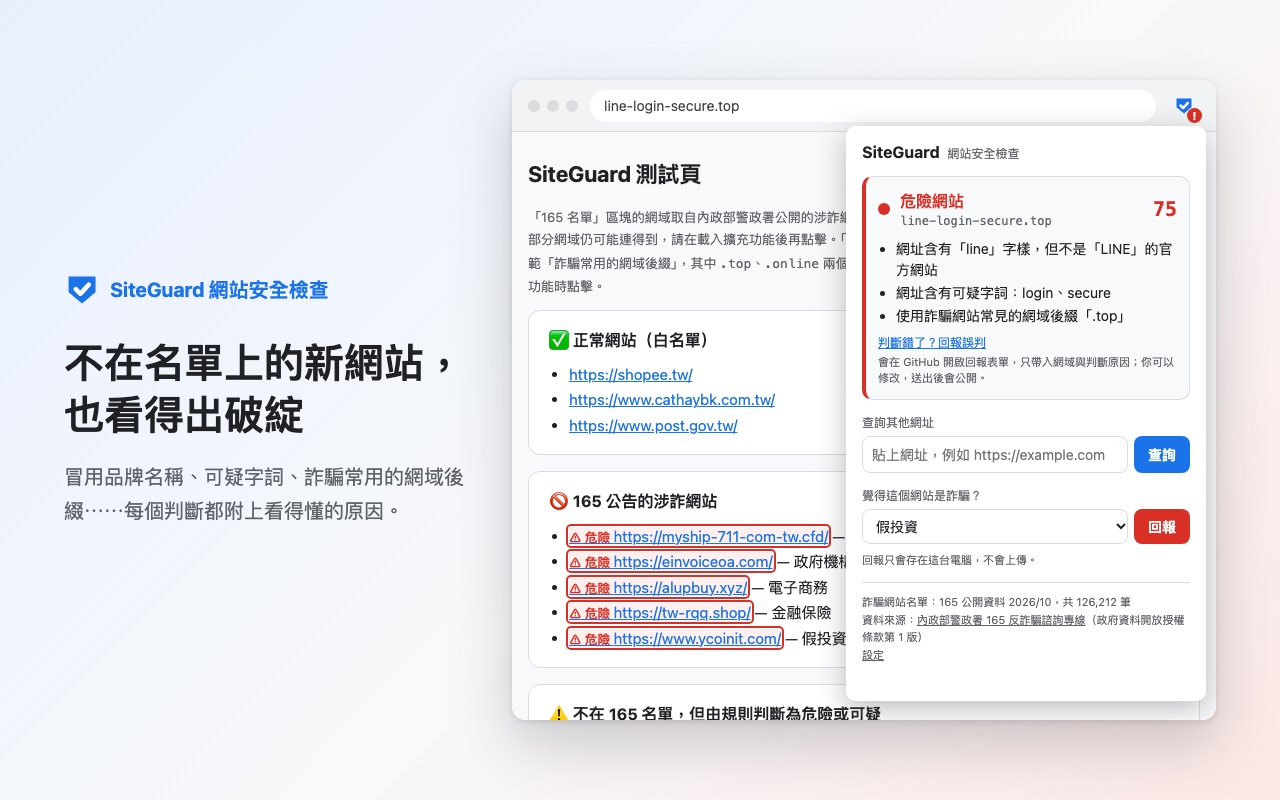 SiteGuard 網站安全檢查
不在名單上的新網站，
也看得出破綻
冒用品牌名稱、可疑字詞、詐騙常用的網域後
綴⋯⋯每個判斷都附上看得懂的原因。
line-login-secure.top
SiteGuard 測試頁
「165 名單」區塊的網域取自內政部警政署公開的涉詐
部分網域仍可能連得到，請在載入擴充功能後再點擊。「
範「詐騙常用的網域後綴」，其中 .top、.online 兩個
功能時點擊。
✅ 正常網站（白名單）
• https://shopee.tw/
• https://www.cathaybk.com.tw/
• https://www.post.gov.tw/
🚫 165 公告的涉詐網站
• ⚠ 危險 https://myship-711-com-tw.cfd/ —
• ⚠ 危險 https://einvoiceoa.com/ — 政府機
• ⚠ 危險 https://alupbuy.xyz/ — 電子商務
• ⚠ 危險 https://tw-rqq.shop/ — 金融保險
• ⚠ 危險 https://www.ycoinit.com/ — 假投資
⚠️ 不在 165 名單，但由規則判斷為危險或可疑
SiteGuard 網站安全檢查
危險網站
75
line-login-secure.top
• 網址含有「line」字樣，但不是「LINE」的官
方網站
• 網址含有可疑字詞：login、secure
• 使用詐騙網站常見的網域後綴「.top」
判斷錯了？回報誤判
會在 GitHub 開啟回報表單，只帶入網域與判斷原因；你可以
修改，送出後會公開。
查詢其他網址
貼上網址，例如 https://example.com
查詢
覺得這個網站是詐騙？
假投資
回報
回報只會存在這台電腦，不會上傳。
詐騙網站名單：165 公開資料 2026/10，共 126,212 筆
資料來源：內政部警政署 165 反詐騙諮詢專線（政府資料開放授權
條款第 1 版）
設定